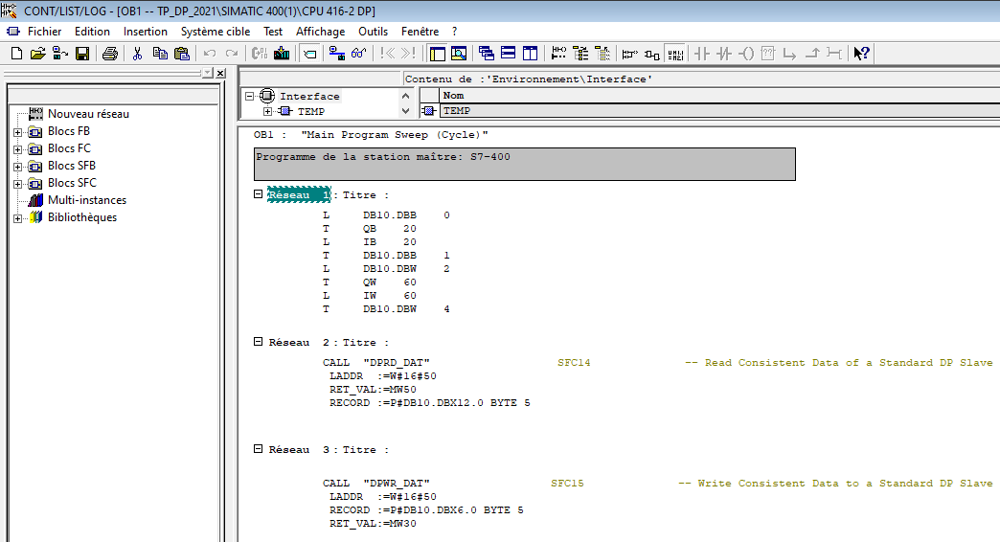 CONT/LIST/LOG - [OB1 -- TP_DP_2021\SIMATIC 400(1)\CPU 416-2 DP]
Fichier Edition Insertion Système cible Test Affichage Outils Fenêtre ?
Nouveau réseau
Blocs FB
Blocs FC
Blocs SFB
Blocs SFC
Multi-instances
Bibliothèques
Contenu de :'Environnement\Interface'
Interface
TEMP
Nom
TEMP
OB1 : "Main Program Sweep (Cycle)"
Programme de la station maître: S7-400
Réseau 1 : Titre :
L DB10.DBB 0
T QB 20
L IB 20
T DB10.DBB 1
L DB10.DBW 2
T QW 60
L IW 60
T DB10.DBW 4
Réseau 2 : Titre :
CALL "DPRD_DAT" SFC14 -- Read Consistent Data of a Standard DP Slave
LADDR :=W#16#50
RET_VAL:=MW50
RECORD :=P#DB10.DBX12.0 BYTE 5
Réseau 3 : Titre :
CALL "DPWR_DAT" SFC15 -- Write Consistent Data to a Standard DP Slave
LADDR :=W#16#50
RECORD :=P#DB10.DBX6.0 BYTE 5
RET_VAL:=MW30